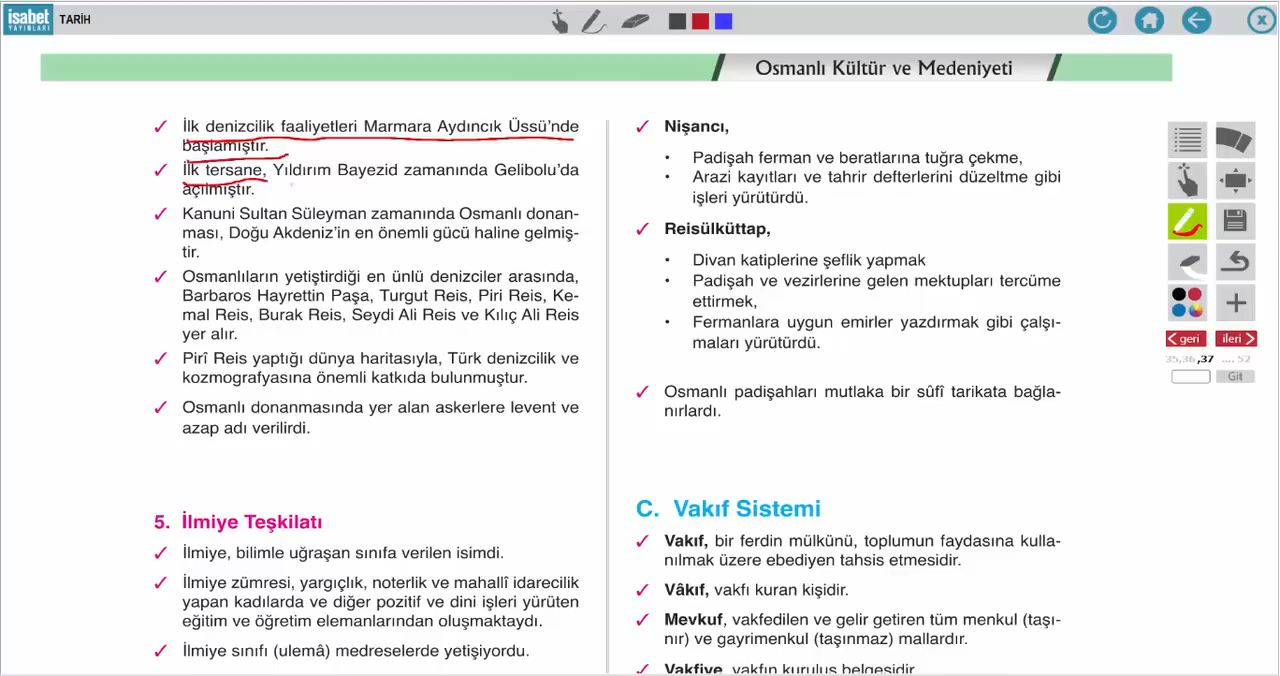 isabet
YAYINLARI
TARİH
Osmanlı Kültür ve Medeniyeti
✓ İlk denizcilik faaliyetleri Marmara Aydıncık Üssü'nde
başlamıştır.
✓ İlk tersane, Yıldırım Bayezid zamanında Gelibolu'da
açılmıştır.
✓ Kanuni Sultan Süleyman zamanında Osmanlı donan-
ması, Doğu Akdeniz'in en önemli gücü haline gelmiş-
tir.
✓ Osmanlıların yetiştirdiği en ünlü denizciler arasında,
Barbaros Hayrettin Paşa, Turgut Reis, Piri Reis, Ke-
mal Reis, Burak Reis, Seydi Ali Reis ve Kılıç Ali Reis
yer alır.
✓ Pirî Reis yaptığı dünya haritasıyla, Türk denizcilik ve
kozmografyasına önemli katkıda bulunmuştur.
✓ Osmanlı donanmasında yer alan askerlere levent ve
azap adı verilirdi.
5. İlmiye Teşkilatı
✓ İlmiye, bilimle uğraşan sınıfa verilen isimdi.
✓ İlmiye zümresi, yargıçlık, noterlik ve mahallî idarecilik
yapan kadılarda ve diğer pozitif ve dini işleri yürüten
eğitim ve öğretim elemanlarından oluşmaktaydı.
✓ İlmiye sınıfı (ulemâ) medreselerde yetişiyordu.
✓ Nişancı,
• Padişah ferman ve beratlarına tuğra çekme,
• Arazi kayıtları ve tahrir defterlerini düzeltme gibi
işleri yürütürdü.
✓ Reisülküttap,
• Divan katiplerine şeflik yapmak
• Padişah ve vezirlerine gelen mektupları tercüme
ettirmek,
• Fermanlara uygun emirler yazdırmak gibi çalış-
maları yürütürdü.
✓ Osmanlı padişahları mutlaka bir sûfî tarikata bağla-
nırlardı.
C. Vakıf Sistemi
✓ Vakıf, bir ferdin mülkünü, toplumun faydasına kulla-
nılmak üzere ebediyen tahsis etmesidir.
✓ Vâkıf, vakfı kuran kişidir.
✓ Mevkuf, vakfedilen ve gelir getiren tüm menkul (taşı-
nır) ve gayrimenkul (taşınmaz) mallardır.
✓ Vakfiye, vakfın kuruluş belgesidir.
geri
ileri
35,36,37 .... 52
Git